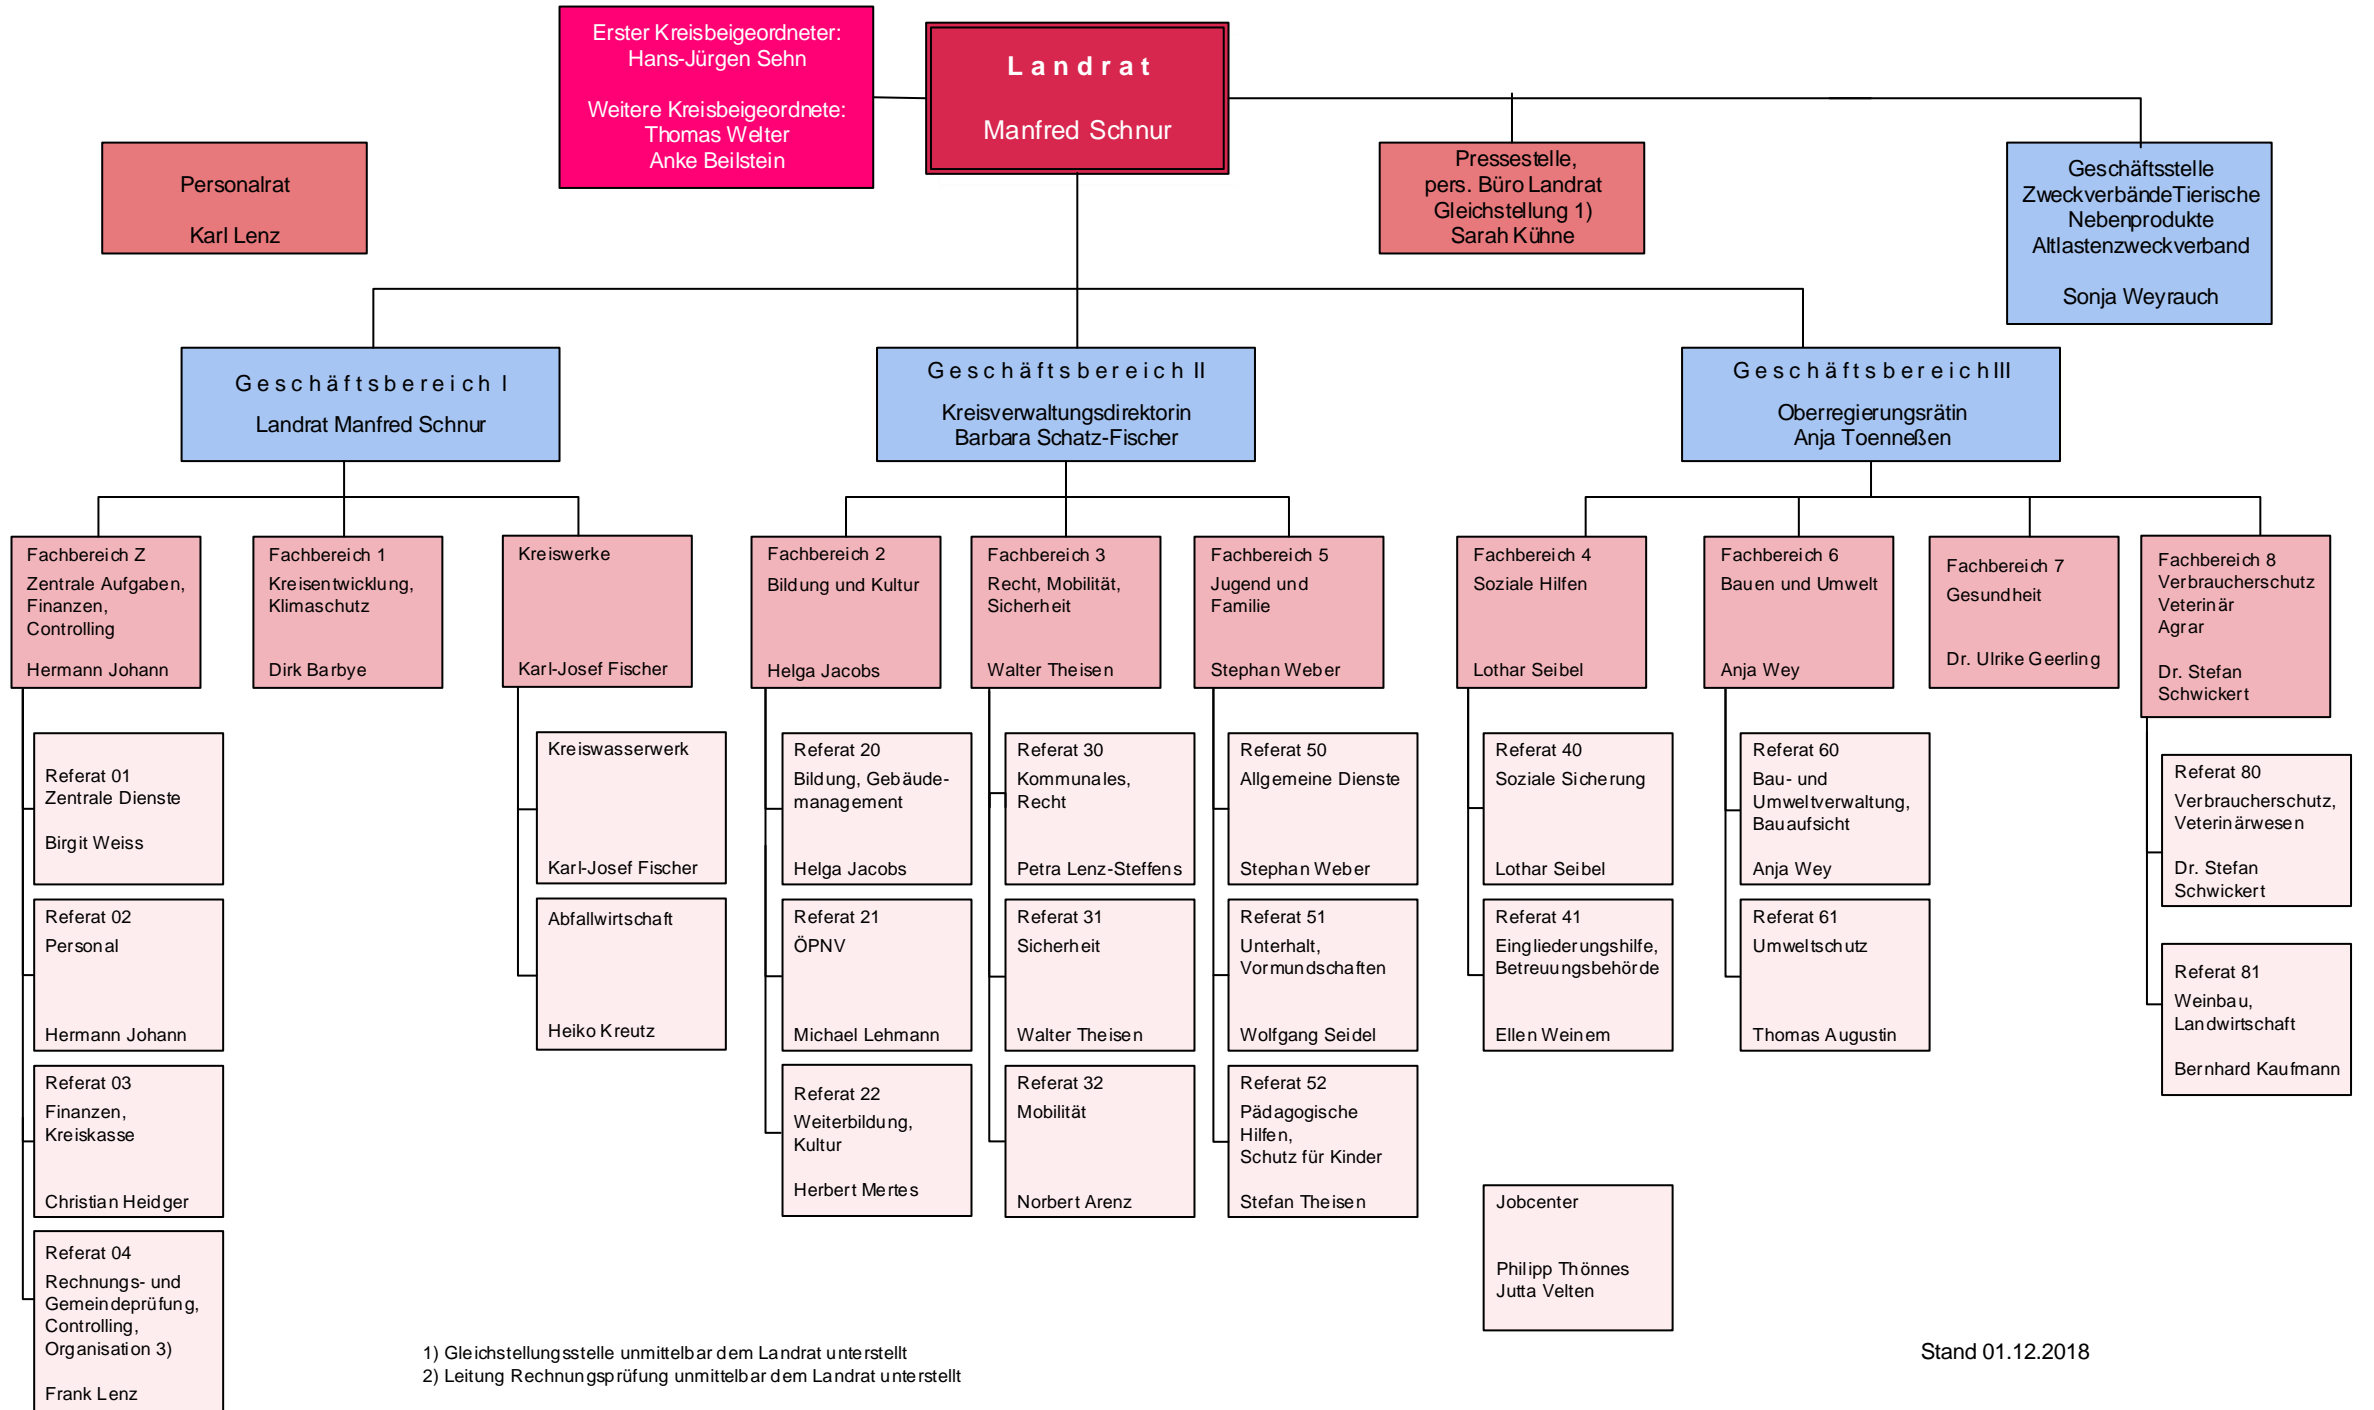 Erster Kreisbeigeordneter:
Hans-Jürgen Sehn
Weitere Kreisbeigeordnete:
Thomas Welter
Anke Beilstein
Landrat
Manfred Schnur
Personalrat
Karl Lenz
Pressestelle,
pers. Büro Landrat
Gleichstellung 1)
Sarah Kühne
Geschäftsstelle
ZweckverbändeTierische
Nebenprodukte
Altlastenzweckverband
Sonja Weyrauch
Geschäftsbereich I
Landrat Manfred Schnur
Geschäftsbereich II
Kreisverwaltungsdirektorin
Barbara Schatz-Fischer
Geschäftsbereich III
Oberregierungsrätin
Anja Toenneßen
Fachbereich Z
Zentrale Aufgaben,
Finanzen,
Controlling
Hermann Johann
Fachbereich 1
Kreisentwicklung,
Klimaschutz
Dirk Barbye
Kreiswerke
Karl-Josef Fischer
Fachbereich 2
Bildung und Kultur
Helga Jacobs
Fachbereich 3
Recht, Mobilität,
Sicherheit
Walter Theisen
Fachbereich 5
Jugend und
Familie
Stephan Weber
Fachbereich 4
Soziale Hilfen
Lothar Seibel
Fachbereich 6
Bauen und Umwelt
Anja Wey
Fachbereich 7
Gesundheit
Dr. Ulrike Geerling
Fachbereich 8
Verbraucherschutz
Veterinär
Agrar
Dr. Stefan
Schwickert
Referat 01
Zentrale Dienste
Birgit Weiss
Referat 02
Personal
Hermann Johann
Referat 03
Finanzen,
Kreiskasse
Christian Heidger
Referat 04
Rechnungs- und
Gemeindeprüfung,
Controlling,
Organisation 3)
Frank Lenz
Kreiswasserwerk
Karl-Josef Fischer
Abfallwirtschaft
Heiko Kreutz
Referat 20
Bildung, Gebäude-
management
Helga Jacobs
Referat 21
ÖPNV
Michael Lehmann
Referat 22
Weiterbildung,
Kultur
Herbert Mertes
Referat 30
Kommunales,
Recht
Petra Lenz-Steffens
Referat 31
Sicherheit
Walter Theisen
Referat 32
Mobilität
Norbert Arenz
Referat 50
Allgemeine Dienste
Stephan Weber
Referat 51
Unterhalt,
Vormundschaften
Wolfgang Seidel
Referat 52
Pädagogische
Hilfen,
Schutz für Kinder
Stefan Theisen
Referat 40
Soziale Sicherung
Lothar Seibel
Referat 41
Eingliederungshilfe,
Betreuungsbehörde
Ellen Weinem
Jobcenter
Philipp Thönnes
Jutta Velten
Referat 60
Bau- und
Umweltverwaltung,
Bauaufsicht
Anja Wey
Referat 61
Umweltschutz
Thomas Augustin
Referat 80
Verbraucherschutz,
Veterinärwesen
Dr. Stefan
Schwickert
Referat 81
Weinbau,
Landwirtschaft
Bernhard Kaufmann
1) Gleichstellungsstelle unmittelbar dem Landrat unterstellt
2) Leitung Rechnungsprüfung unmittelbar dem Landrat unterstellt
Stand 01.12.2018